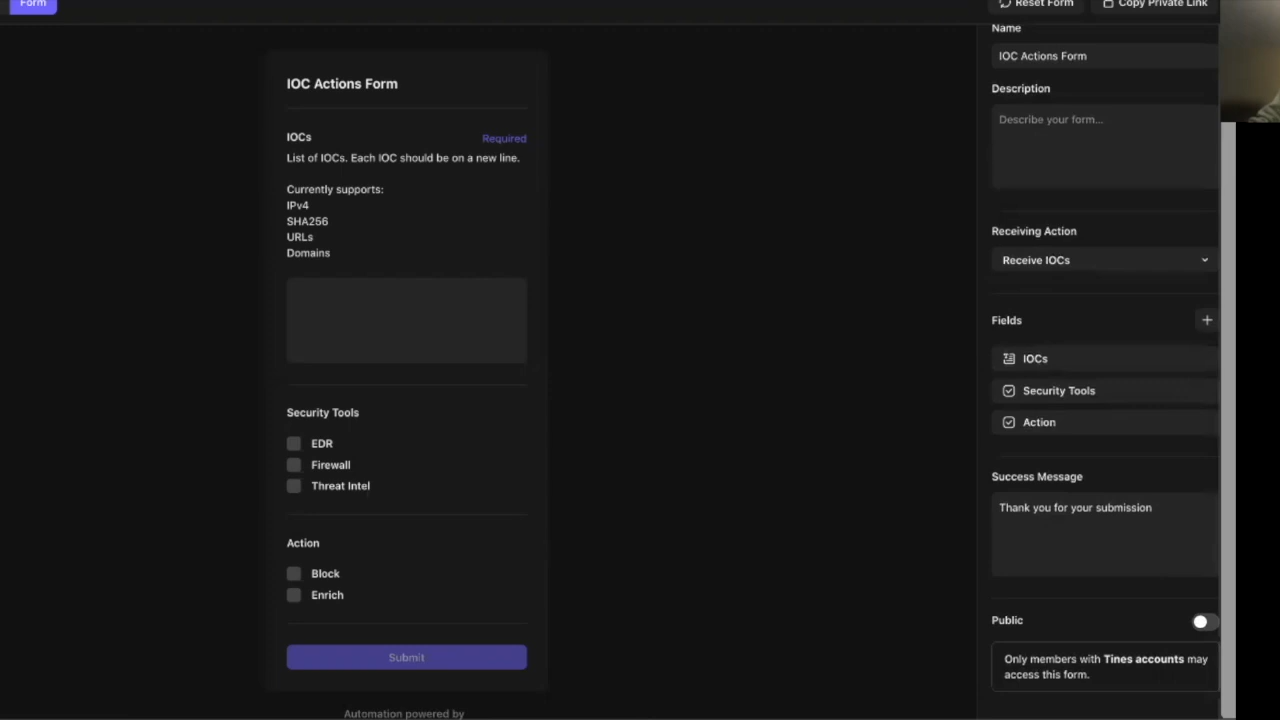 Form
Reset Form
Copy Private Link
IOC Actions Form
IOCs
Required
List of IOCs. Each IOC should be on a new line.
Currently supports:
IPv4
SHA256
URLs
Domains
Security Tools
EDR
Firewall
Threat Intel
Action
Block
Enrich
Submit
Automation powered by
Name
IOC Actions Form
Description
Describe your form...
Receiving Action
Receive IOCs
Fields
IOCs
Security Tools
Action
Success Message
Thank you for your submission
Public
Only members with Tines accounts may
access this form.